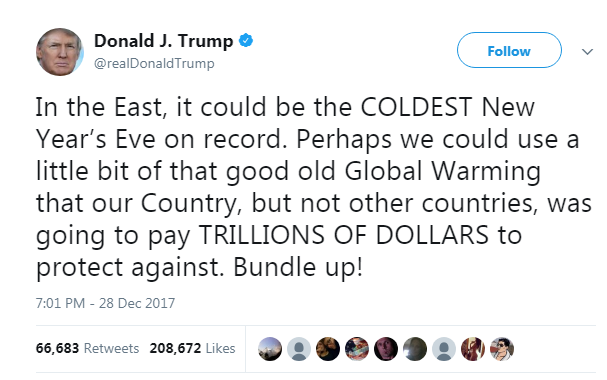 Donald J. Trump
Follow
@realDonaldTrump
In the East, it could be the COLDEST New
Year’s Eve on record. Perhaps we could use a
little bit of that good old Global Warming
that our Country, but not other countries, was
going to pay TRILLIONS OF DOLLARS to
protect against. Bundle up!
7:01 PM - 28 Dec 2017
66,683 Retweets 208,672 Likes